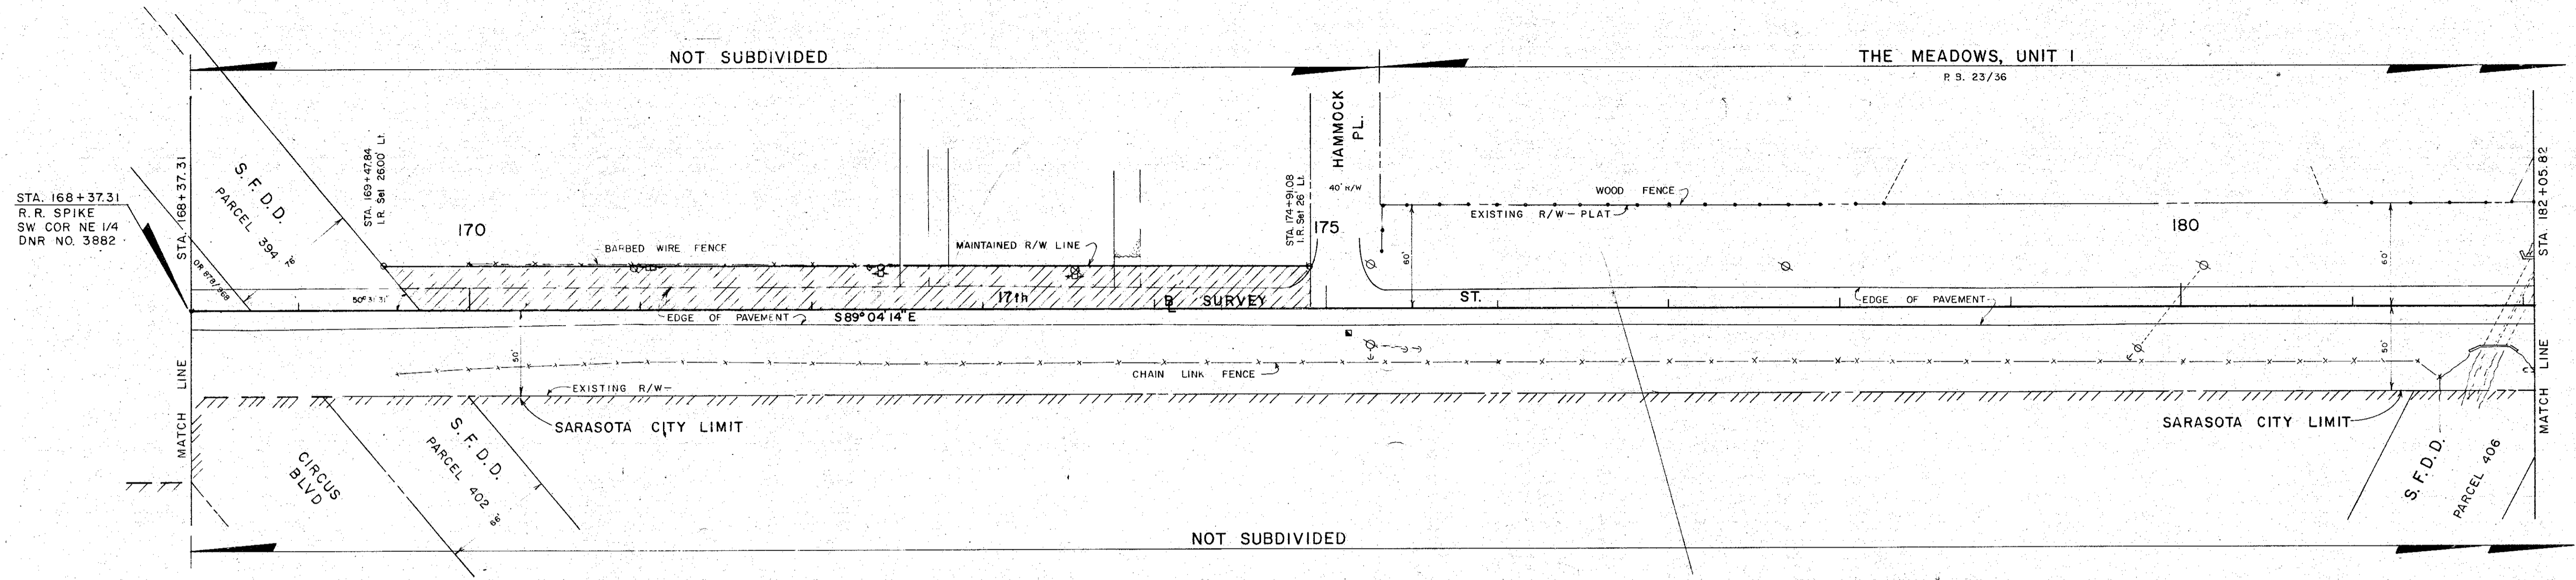 NOT SUBDIVIDED
THE MEADOWS, UNIT I
P. B. 23/36
STA. 168+37.31
R.R. SPIKE
SW COR NE 1/4
DNR NO. 3882
STA. 168+37.31
S. F. D. D.
PARCEL 394
76'
OR 878/968
50°31'31"
STA. 169+47.84
I.R. Set 26.00' Lt.
170
BARBED WIRE FENCE
MAINTAINED R/W LINE
STA. 174+91.08
I.R. Set 26' Lt.
175
HAMMOCK
PL.
40' R/W
WOOD FENCE
EXISTING R/W - PLAT
60'
180
60'
STA. 182+05.82
17th
SURVEY
ST.
EDGE OF PAVEMENT
EDGE OF PAVEMENT
S89°04'14"E
50'
50'
CHAIN LINK FENCE
EXISTING R/W
MATCH LINE
MATCH LINE
SARASOTA CITY LIMIT
SARASOTA CITY LIMIT
CIRCUS
BLVD
S. F. D. D.
PARCEL 402
66'
S. F. D. D.
PARCEL 406
NOT SUBDIVIDED